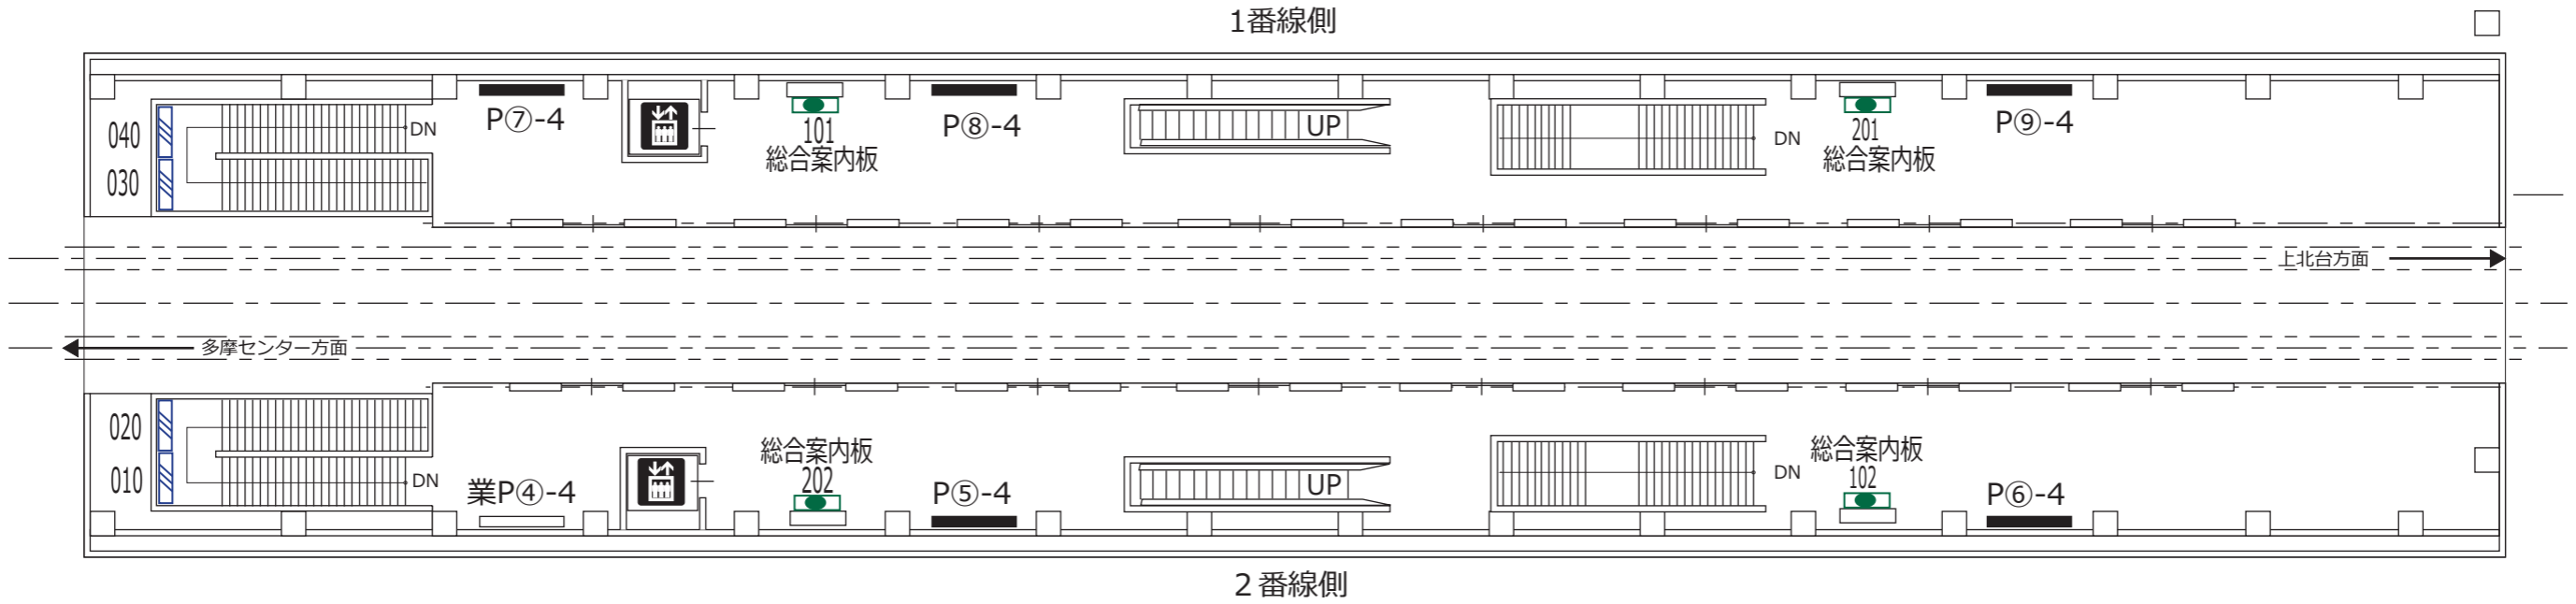 1番線側
040
DN
P⑦-4
101
総合案内板
P⑧-4
UP
DN
201
総合案内板
P⑨-4
030
上北台方面
多摩センター方面
020
010
DN
業P④-4
総合案内板
202
P⑤-4
UP
DN
総合案内板
102
P⑥-4
2番線側